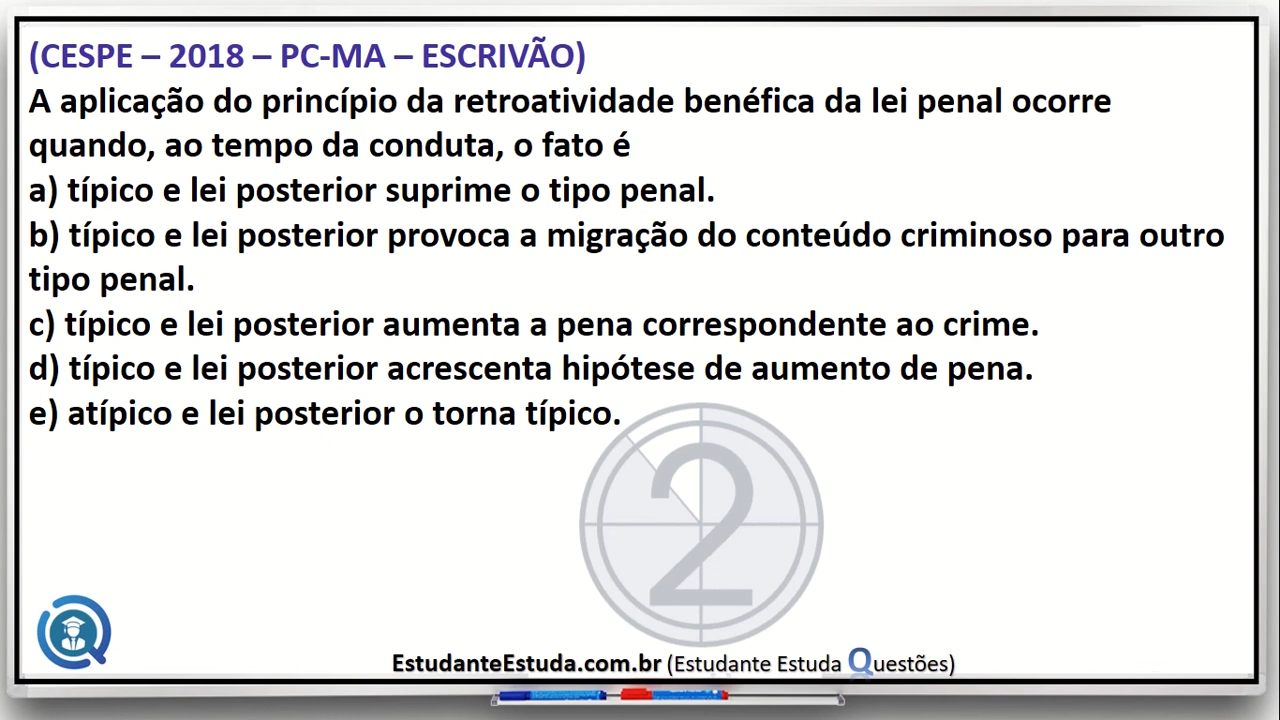 (CESPE – 2018 – PC-MA – ESCRIVÃO)
A aplicação do princípio da retroatividade benéfica da lei penal ocorre
quando, ao tempo da conduta, o fato é
a) típico e lei posterior suprime o tipo penal.
b) típico e lei posterior provoca a migração do conteúdo criminoso para outro
tipo penal.
c) típico e lei posterior aumenta a pena correspondente ao crime.
d) típico e lei posterior acrescenta hipótese de aumento de pena.
e) atípico e lei posterior o torna típico.
2
EstudanteEstuda.com.br (Estudante Estuda Questões)